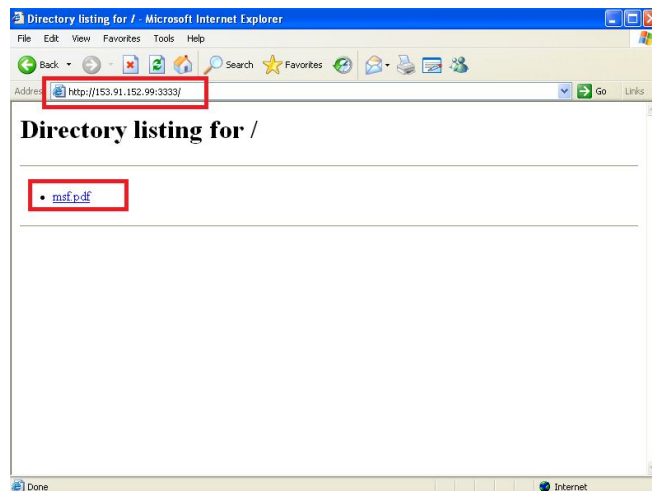 Directory listing for / - Microsoft Internet Explorer
File Edit View Favorites Tools Help
Back Search Favorites
Addres http://153.91.152.99:3333/ Go Links
Directory listing for /
• msf.pdf
Done Internet